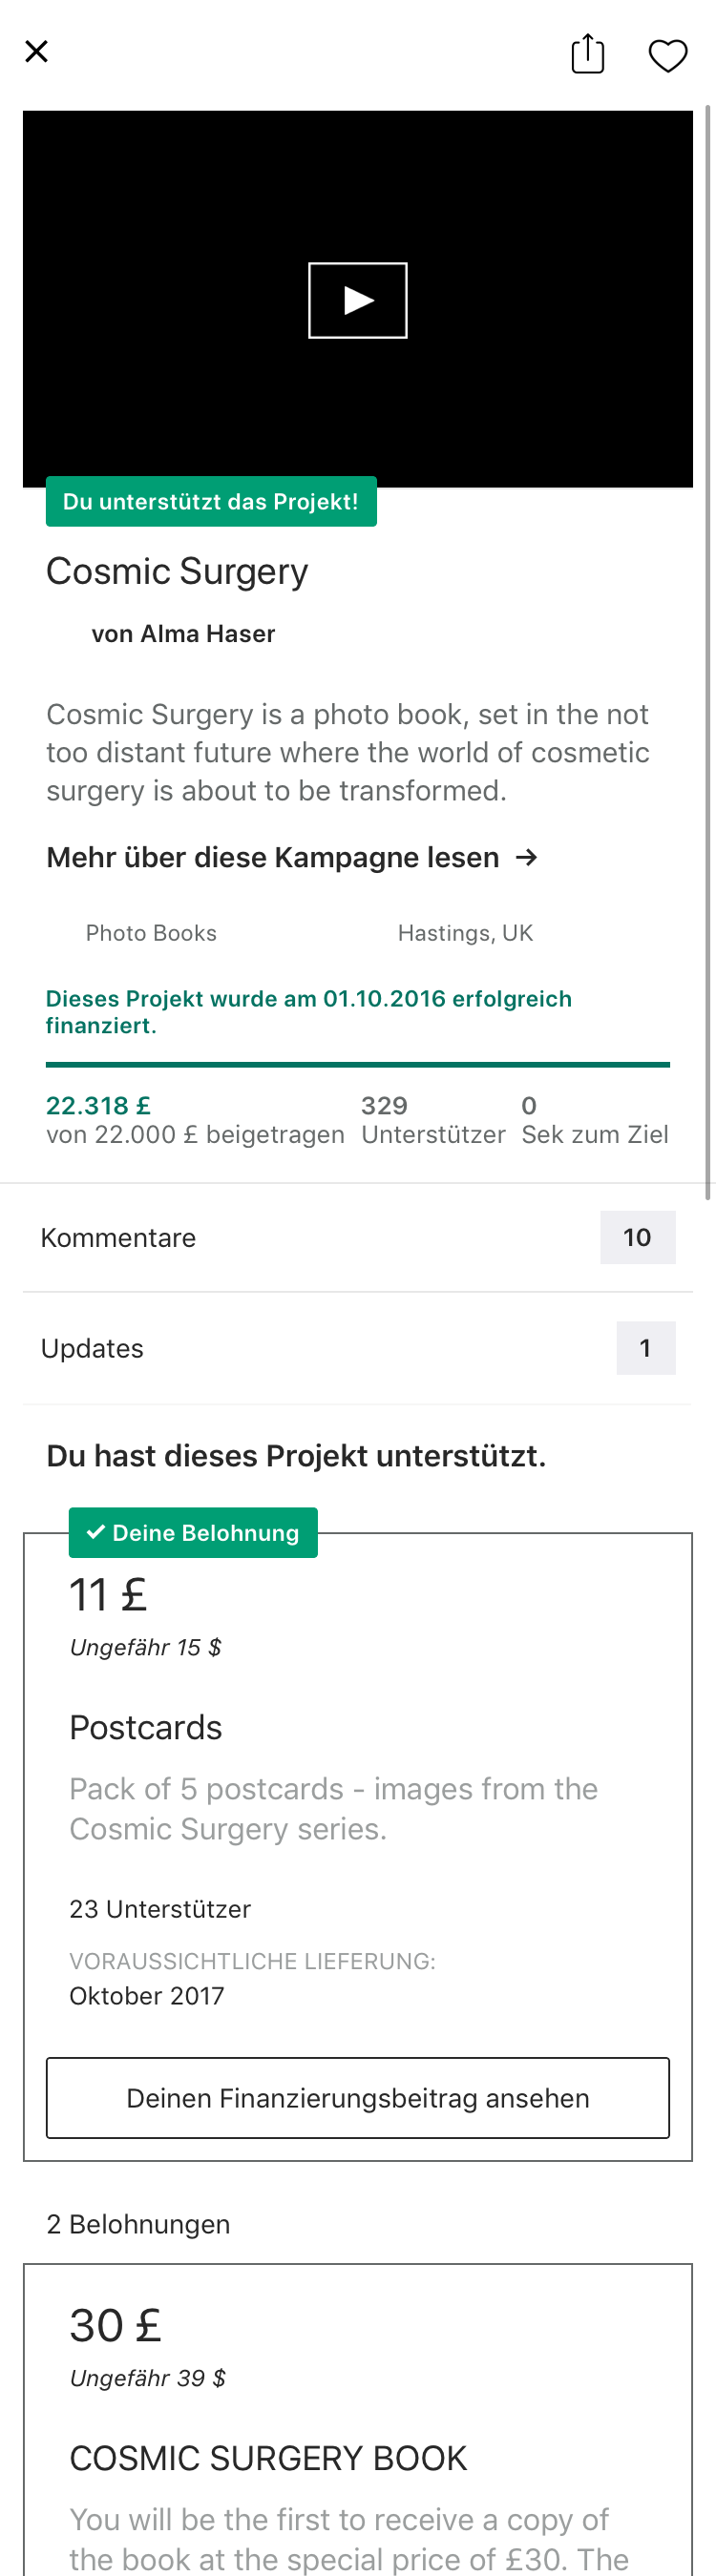 Du unterstützt das Projekt!
Cosmic Surgery
von Alma Haser
Cosmic Surgery is a photo book, set in the not
too distant future where the world of cosmetic
surgery is about to be transformed.
Mehr über diese Kampagne lesen →
Photo Books
Hastings, UK
Dieses Projekt wurde am 01.10.2016 erfolgreich
finanziert.
22.318 £
von 22.000 £ beigetragen
329
Unterstützer
0
Sek zum Ziel
Kommentare
10
Updates
1
Du hast dieses Projekt unterstützt.
✓ Deine Belohnung
11 £
Ungefähr 15 $
Postcards
Pack of 5 postcards - images from the
Cosmic Surgery series.
23 Unterstützer
VORAUSSICHTLICHE LIEFERUNG:
Oktober 2017
Deinen Finanzierungsbeitrag ansehen
2 Belohnungen
30 £
Ungefähr 39 $
COSMIC SURGERY BOOK
You will be the first to receive a copy of
the book at the special price of £30. The